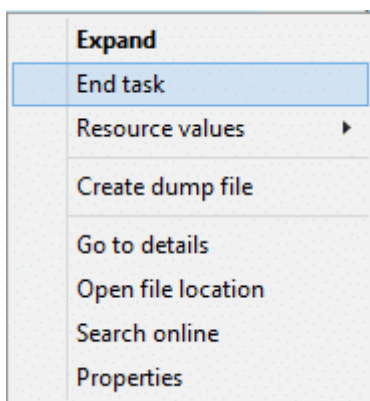 Expand
End task
Resource values
Create dump file
Go to details
Open file location
Search online
Properties